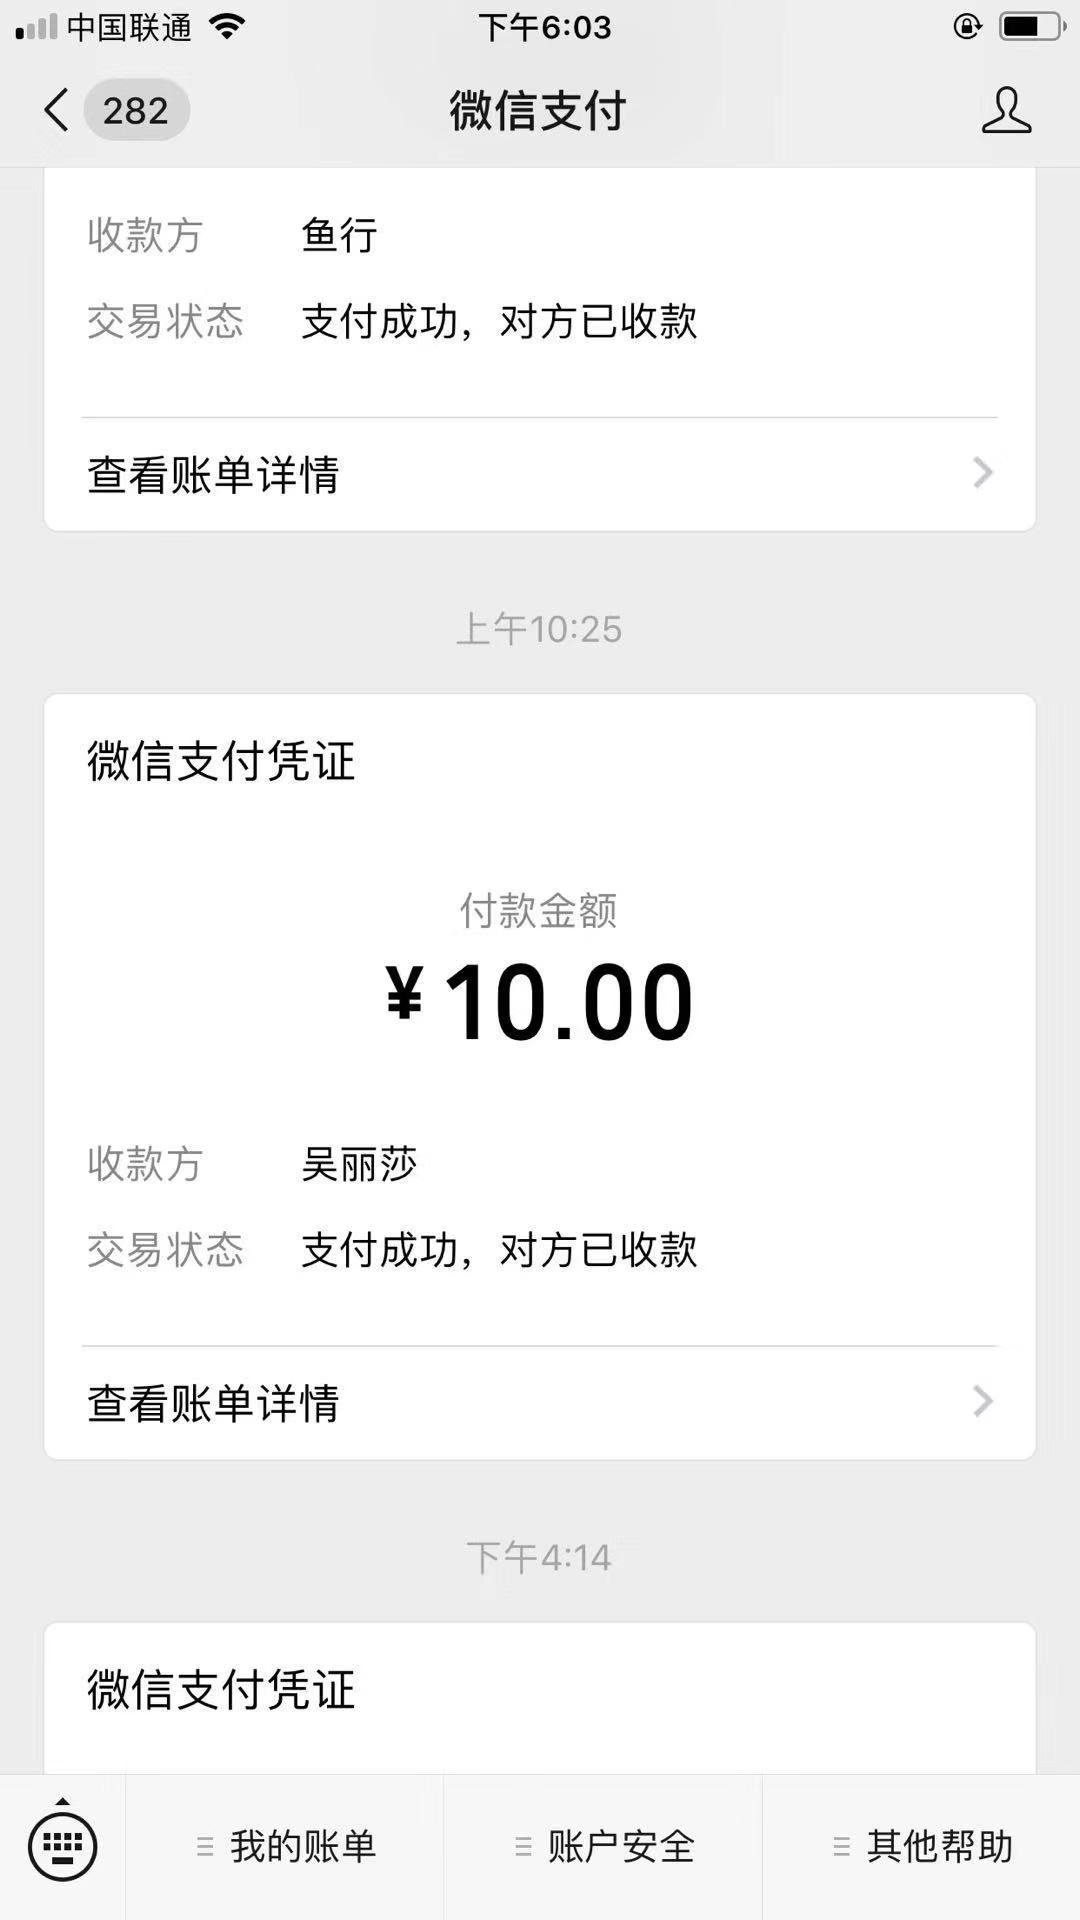 中国联通 下午6:03
282 微信支付
收款方 鱼行
交易状态 支付成功，对方已收款
查看账单详情
上午10:25
微信支付凭证
付款金额
¥10.00
收款方 吴丽莎
交易状态 支付成功，对方已收款
查看账单详情
下午4:14
微信支付凭证
我的账单 账户安全 其他帮助